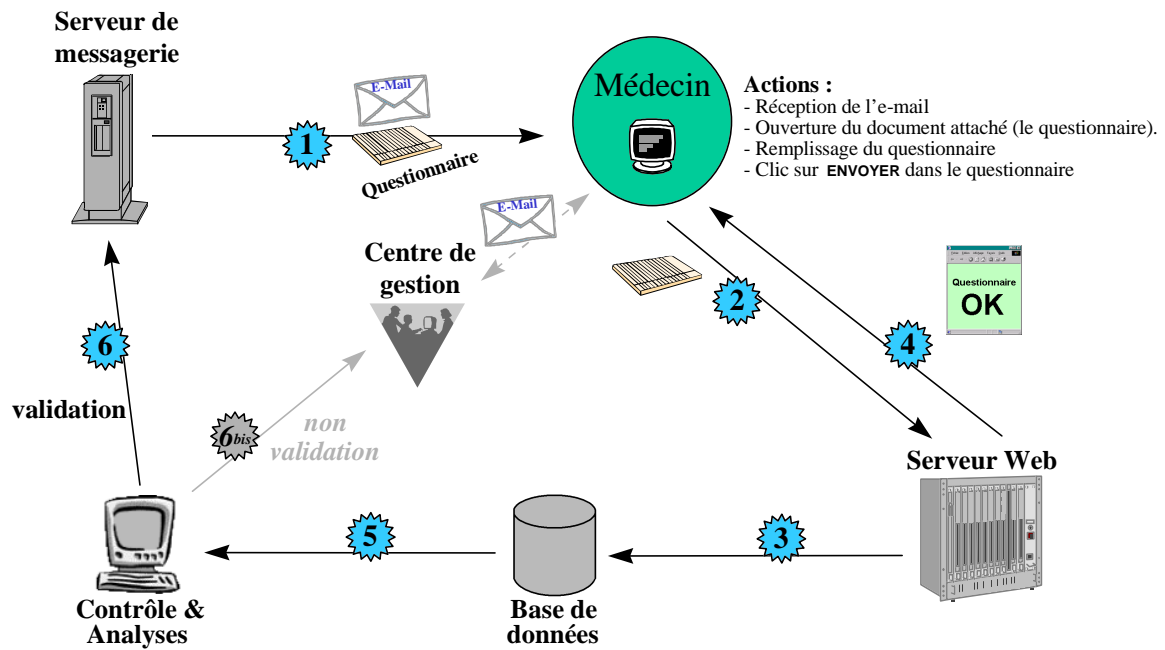 Serveur de
messagerie
E-Mail
1
Questionnaire
Médecin
Actions :
- Réception de l'e-mail
- Ouverture du document attaché (le questionnaire).
- Remplissage du questionnaire
- Clic sur ENVOYER dans le questionnaire
E-Mail
Centre de
gestion
2
Questionnaire
OK
4
6
validation
6bis
non
validation
Serveur Web
5
3
Contrôle &
Analyses
Base de
données